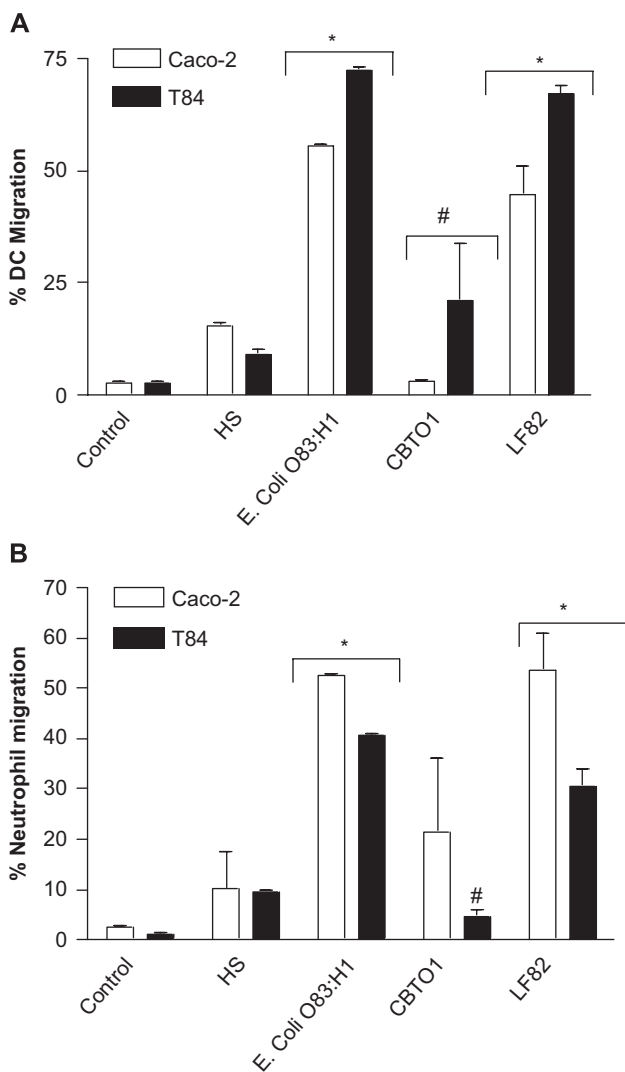 A
Caco-2
T84
% DC Migration
75
50
25
0
*
#
*
Control
HS
E. Coli O83:H1
CBTO1
LF82
B
Caco-2
T84
% Neutrophil migration
70
60
50
40
30
20
10
0
*
#
*
Control
HS
E. Coli O83:H1
CBTO1
LF82